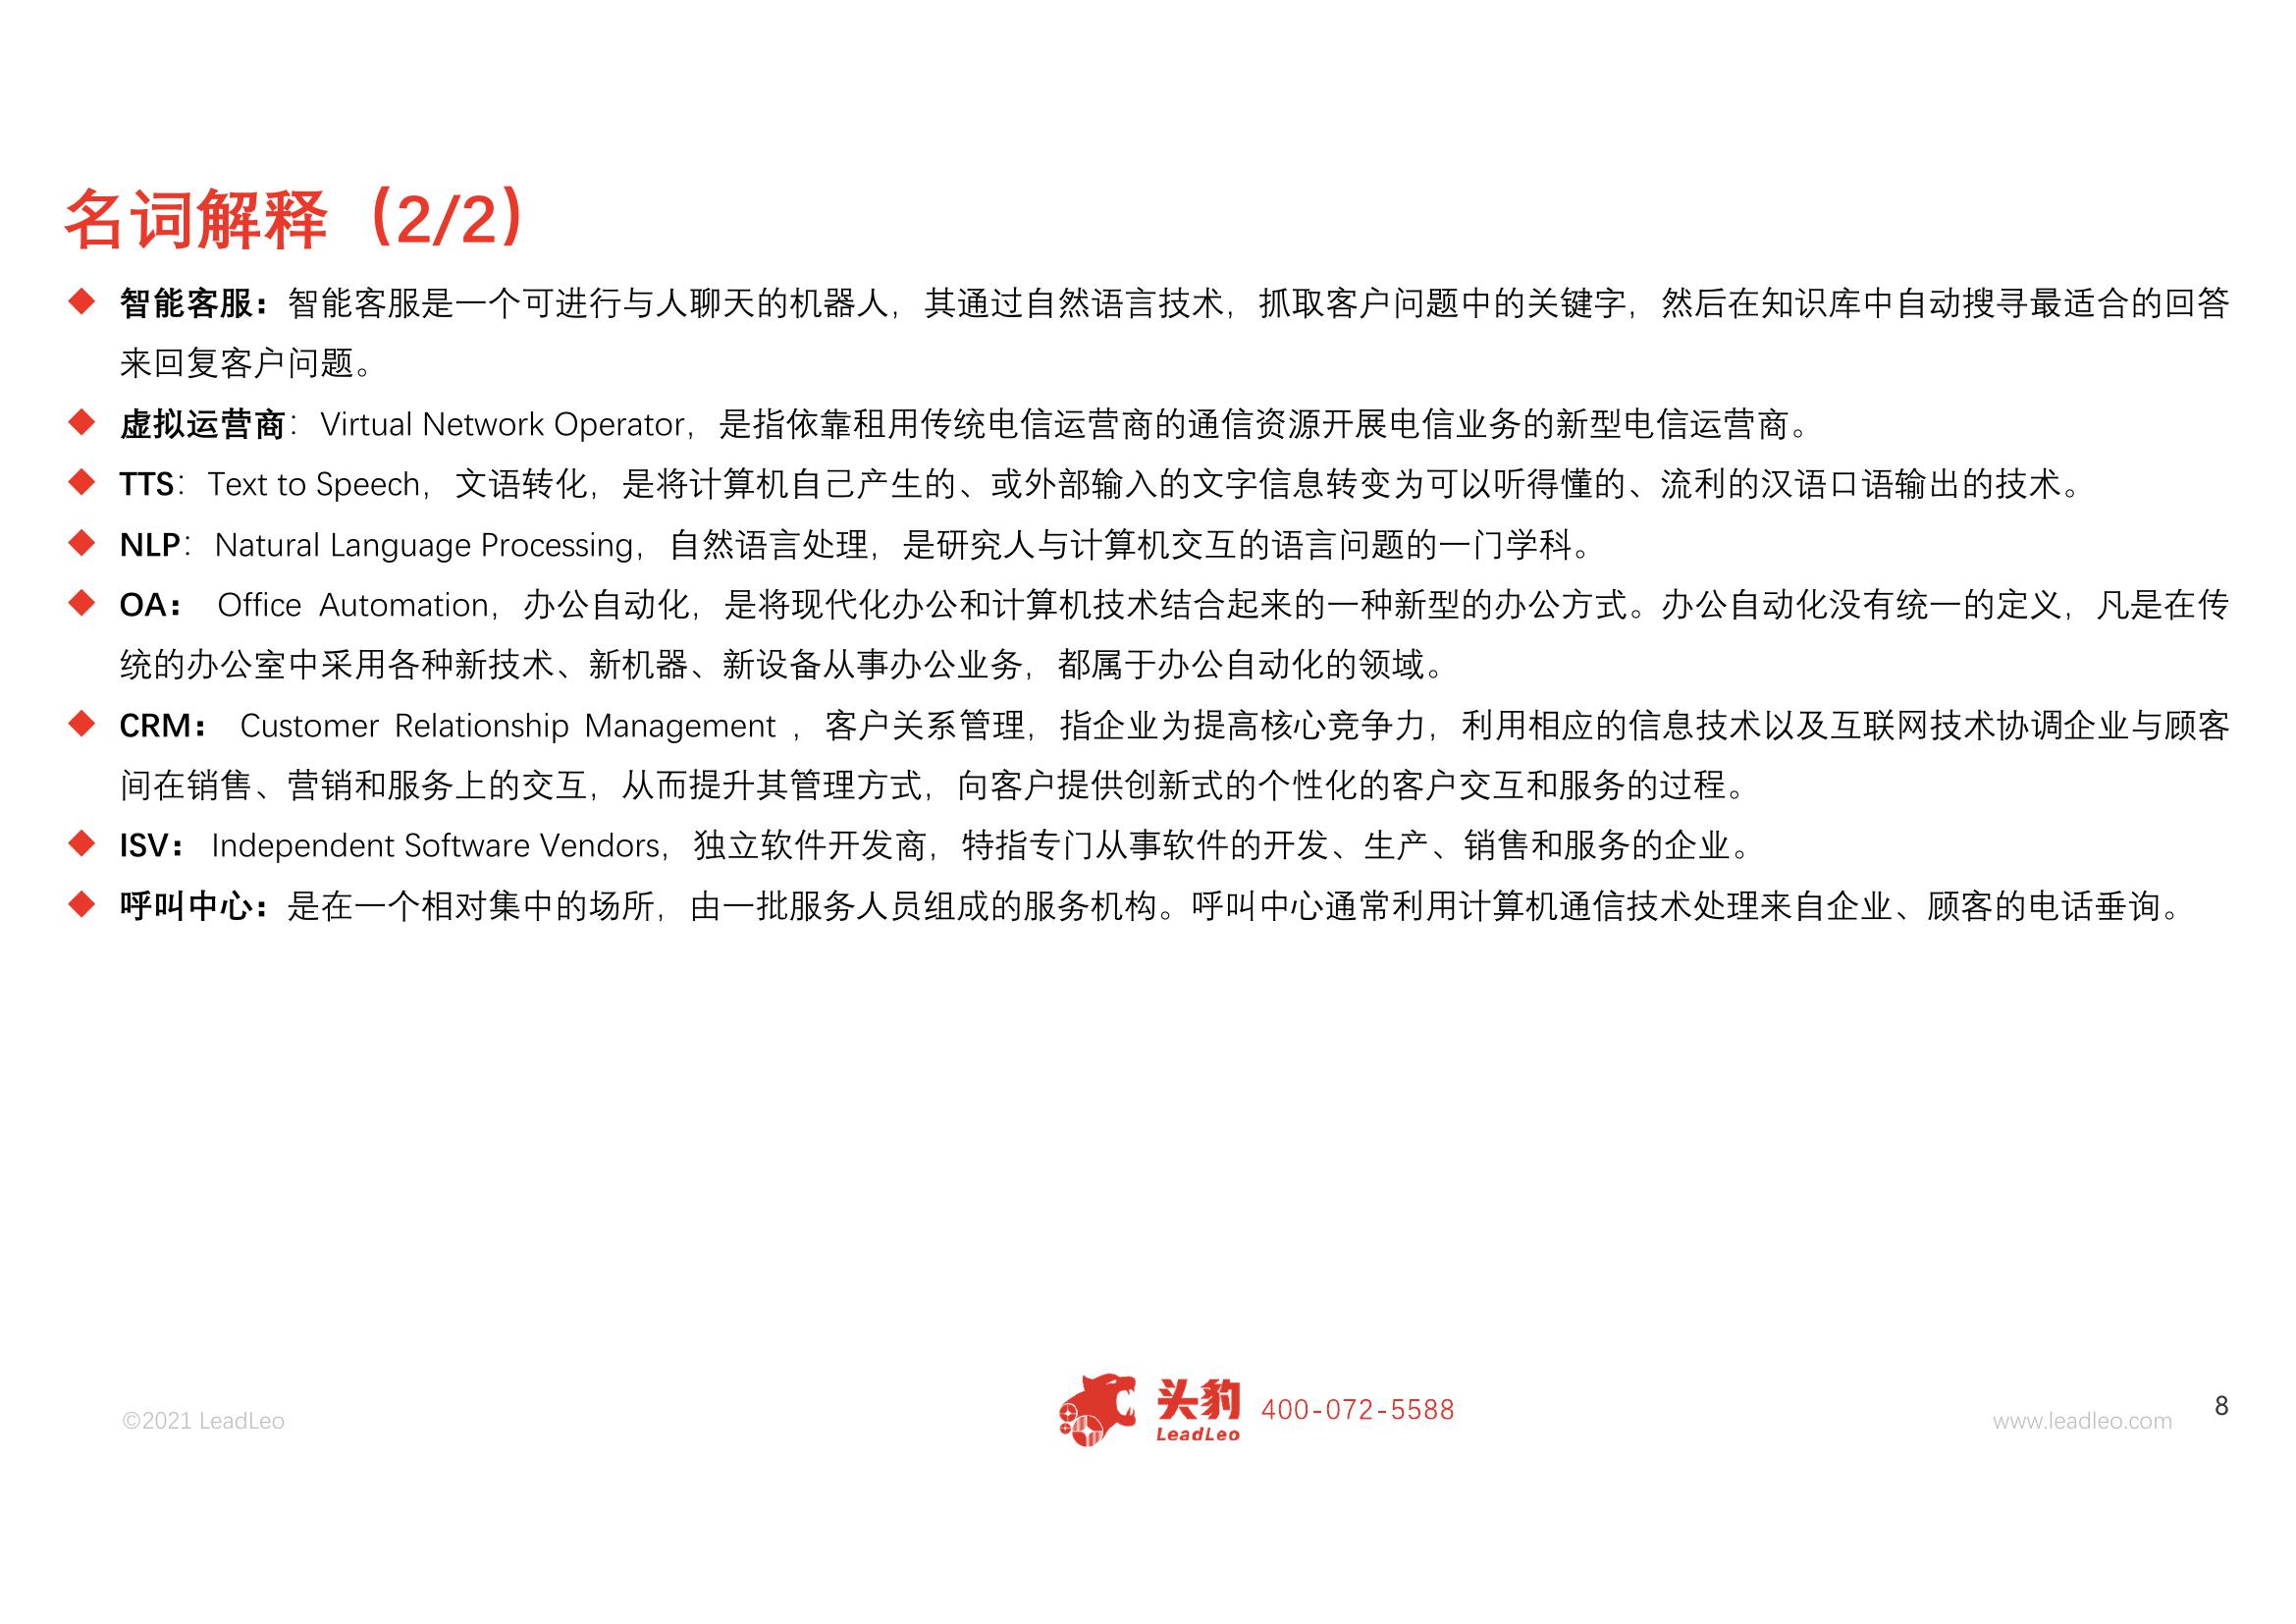 名词解释（2/2）
智能客服：智能客服是一个可进行与人聊天的机器人，其通过自然语言技术，抓取客户问题中的关键字，然后在知识库中自动搜寻最适合的回答
来回复客户问题。
虚拟运营商：Virtual Network Operator，是指依靠租用传统电信运营商的通信资源开展电信业务的新型电信运营商。
TTS：Text to Speech，文语转化，是将计算机自己产生的、或外部输入的文字信息转变为可以听得懂的、流利的汉语口语输出的技术。
NLP：Natural Language Processing，自然语言处理，是研究人与计算机交互的语言问题的一门学科。
OA： Office Automation，办公自动化，是将现代化办公和计算机技术结合起来的一种新型的办公方式。办公自动化没有统一的定义，凡是在传
统的办公室中采用各种新技术、新机器、新设备从事办公业务，都属于办公自动化的领域。
CRM： Customer Relationship Management ，客户关系管理，指企业为提高核心竞争力，利用相应的信息技术以及互联网技术协调企业与顾客
间在销售、营销和服务上的交互，从而提升其管理方式，向客户提供创新式的个性化的客户交互和服务的过程。
ISV： Independent Software Vendors，独立软件开发商，特指专门从事软件的开发、生产、销售和服务的企业。
呼叫中心：是在一个相对集中的场所，由一批服务人员组成的服务机构。呼叫中心通常利用计算机通信技术处理来自企业、顾客的电话垂询。
©2021 LeadLeo
头豹
LeadLeo
400-072-5588
www.leadleo.com
8